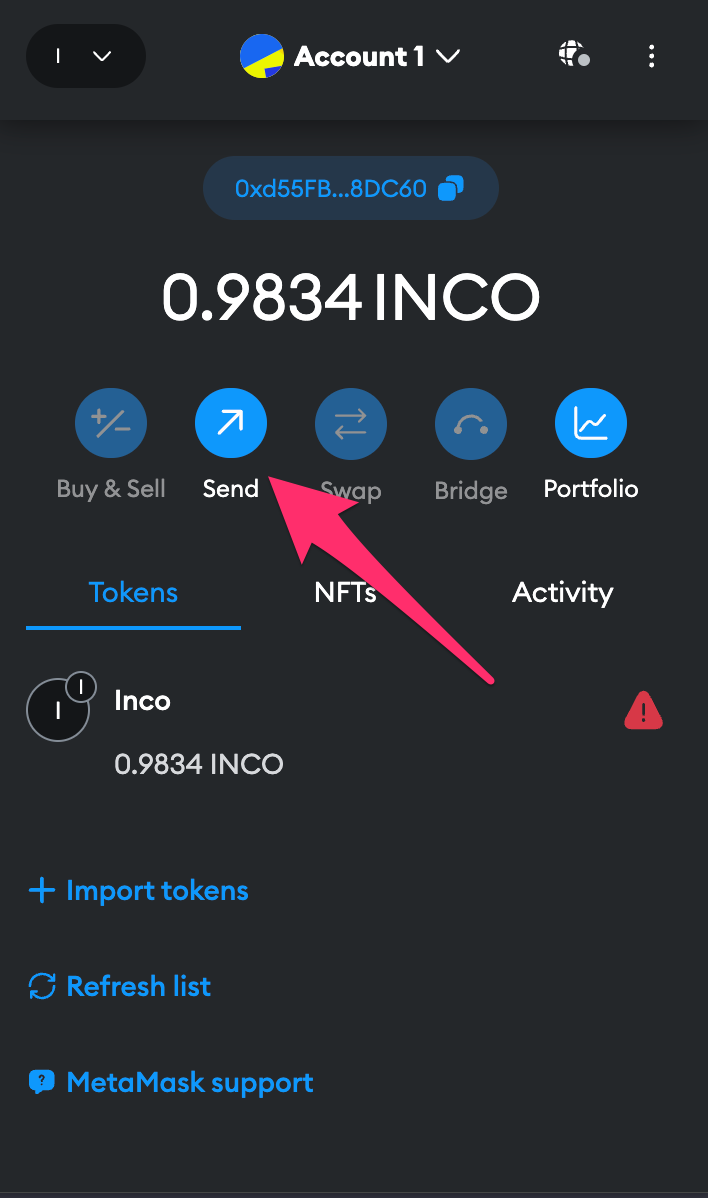 I
Account 1
0xd55FB...8DC60
0.9834 INCO
Buy & Sell
Send
Swap
Bridge
Portfolio
Tokens
NFTs
Activity
I
I
Inco
0.9834 INCO
Import tokens
Refresh list
MetaMask support